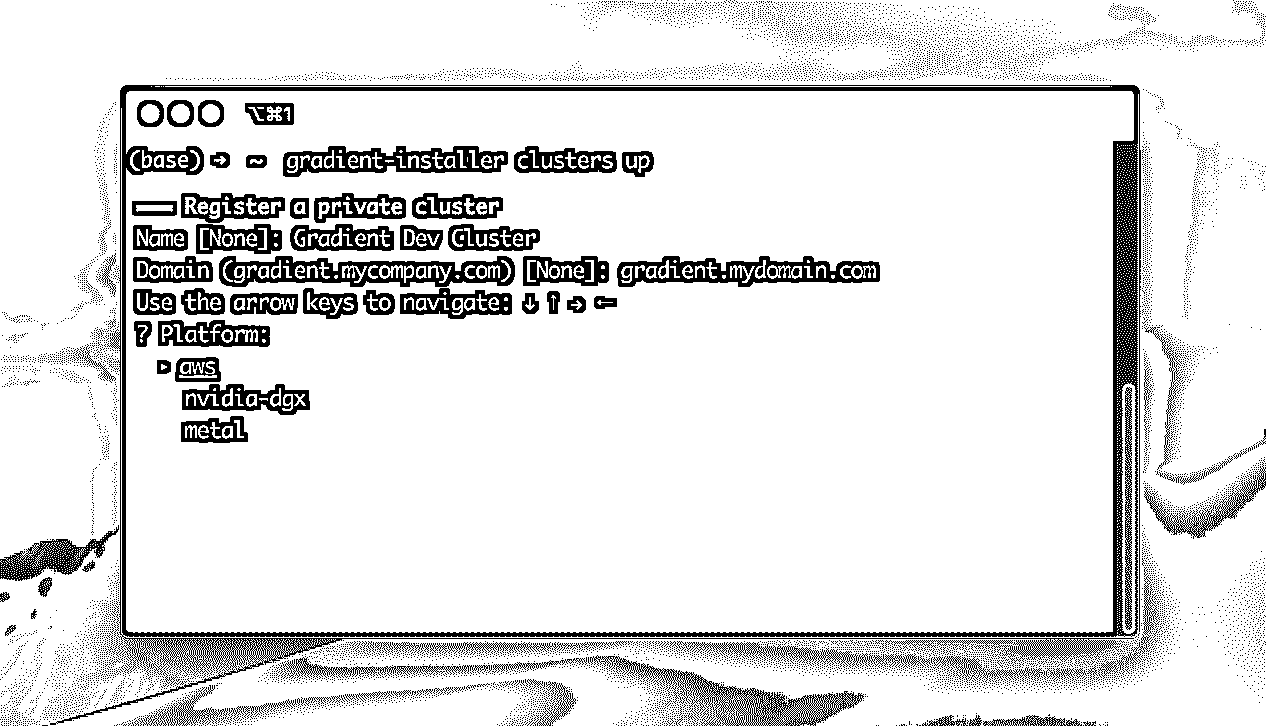 ⌥⌘1
(base) → ~ gradient-installer clusters up
Register a private cluster
Name [None]: Gradient Dev Cluster
Domain (gradient.mycompany.com) [None]: gradient.mydomain.com
Use the arrow keys to navigate: ↓ ↑ → ←
? Platform:
▸ aws
nvidia-dgx
metal